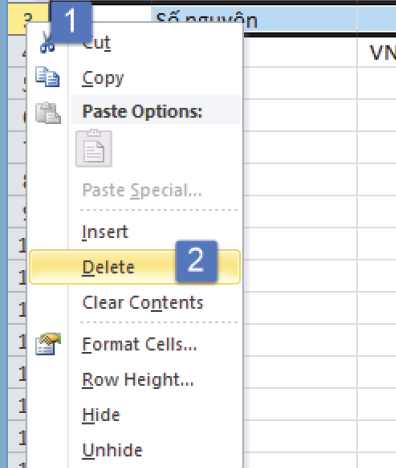 3
1
Số nguyên
Cut
VN
Copy
Paste Options:
Paste Special...
Insert
Delete
2
Clear Contents
Format Cells...
Row Height...
Hide
Unhide